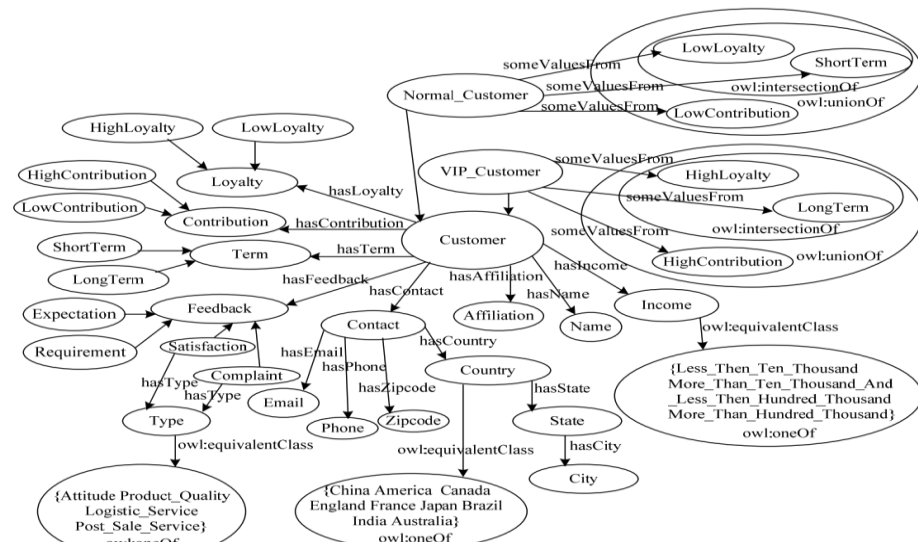 LowLoyalty
someValuesFrom
ShortTerm
someValuesFrom
owl:intersectionOf
Normal_Customer
owl:unionOf
someValuesFrom
LowContribution
HighLoyalty
LowLoyalty
someValuesFrom
VIP_Customer
HighLoyalty
HighContribution
Loyalty
hasLoyalty
someValuesFrom
LongTerm
LowContribution
Contribution
hasContribution
someValuesFrom
owl:intersectionOf
Customer
ShortTerm
Term
hasTerm
owl:unionOf
HighContribution
hasIncome
LongTerm
hasFeedback
hasAffiliation
hasContact
hasName
Income
Expectation
Feedback
Affiliation
Name
Contact
owl:equivalentClass
Requirement
Satisfaction
hasEmail
hasCountry
hasPhone
Country
{Less_Then_Ten_Thousand
More_Than_Ten_Thousand_And
_Less_Then_Hundred_Thousand
More_Than_Hundred_Thousand}
owl:oneOf
hasType
Complaint
hasZipcode
hasState
hasType
Email
Type
Phone
Zipcode
State
owl:equivalentClass
owl:equivalentClass
hasCity
City
{Attitude Product_Quality
Logistic_Service
Post_Sale_Service}
{China America Canada
England France Japan Brazil
India Australia}
owl:oneOf